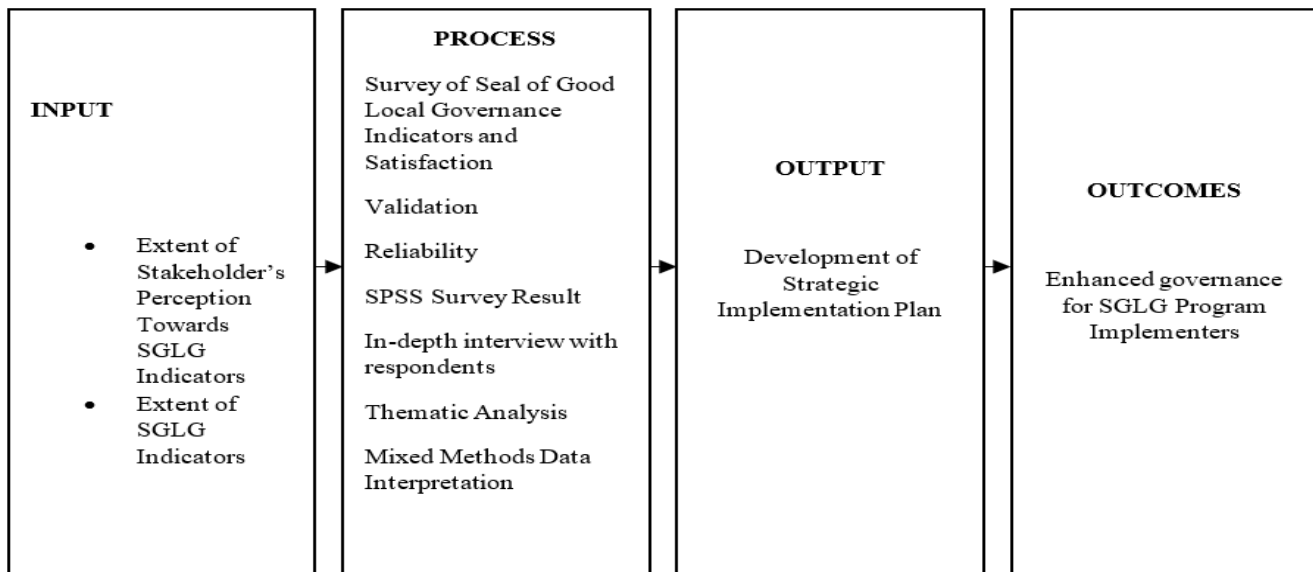 INPUT
• Extent of
Stakeholder’s
Perception
Towards
SGLG
Indicators
• Extent of
SGLG
Indicators
PROCESS
Survey of Seal of Good
Local Governance
Indicators and
Satisfaction
Validation
Reliability
SPSS Survey Result
In-depth interview with
respondents
Thematic Analysis
Mixed Methods Data
Interpretation
OUTPUT
Development of
Strategic
Implementation Plan
OUTCOMES
Enhanced governance
for SGLG Program
Implementers